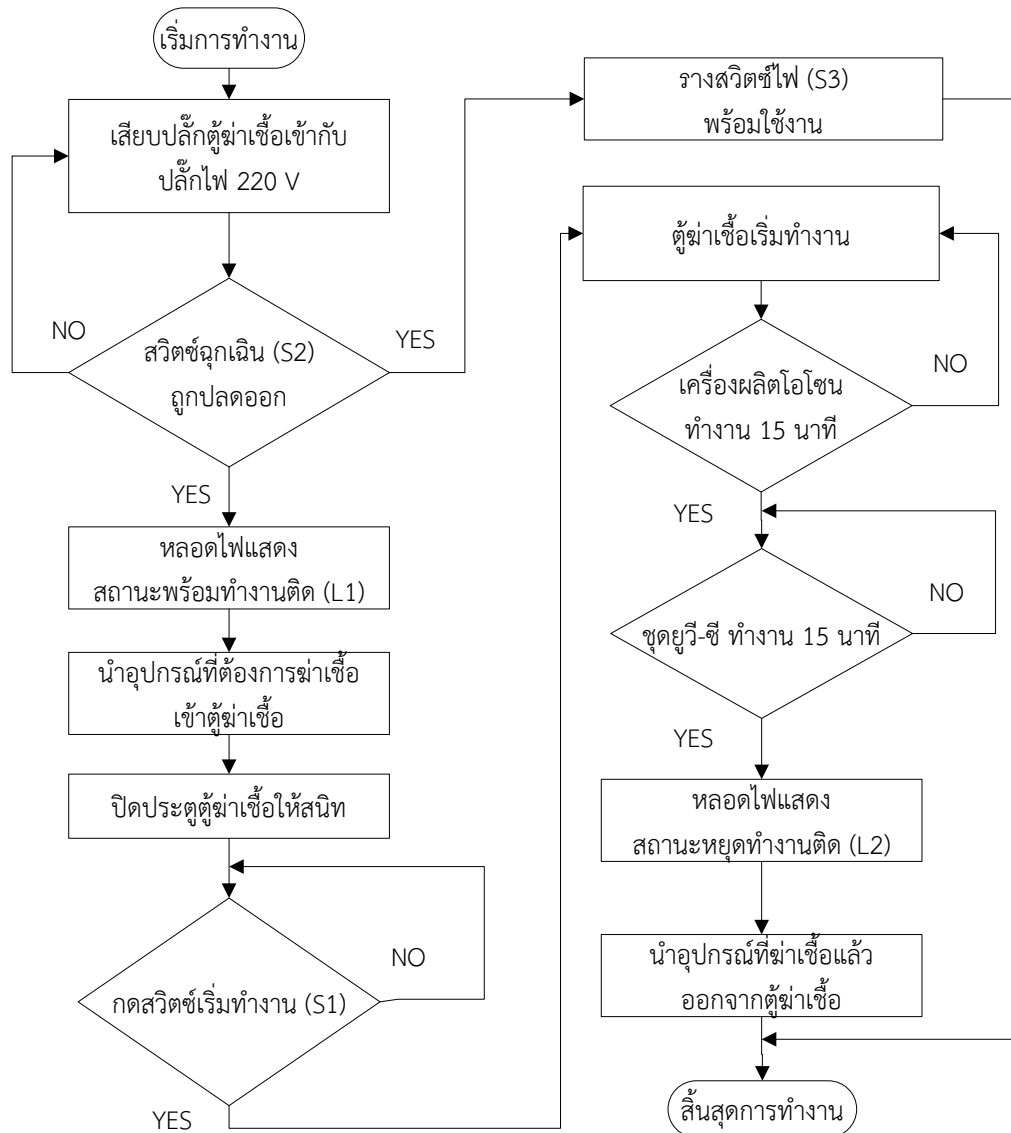 เริ่มการทำงาน
เสียบปลั๊กตู้ฆ่าเชื้อเข้ากับ
ปลั๊กไฟ 220 V
NO
YES
สวิตซ์ฉุกเฉิน (S2)
ถูกปลดออก
YES
หลอดไฟแสดง
สถานะพร้อมทำงานติด (L1)
นำอุปกรณ์ที่ต้องการฆ่าเชื้อ
เข้าตู้ฆ่าเชื้อ
ปิดประตูตู้ฆ่าเชื้อให้สนิท
NO
กดสวิตซ์เริ่มทำงาน (S1)
YES
รางสวิตซ์ไฟ (S3)
พร้อมใช้งาน
ตู้ฆ่าเชื้อเริ่มทำงาน
NO
เครื่องผลิตโอโซน
ทำงาน 15 นาที
YES
NO
ชุดยูวี-ซี ทำงาน 15 นาที
YES
หลอดไฟแสดง
สถานะหยุดทำงานติด (L2)
นำอุปกรณ์ที่ฆ่าเชื้อแล้ว
ออกจากตู้ฆ่าเชื้อ
สิ้นสุดการทำงาน